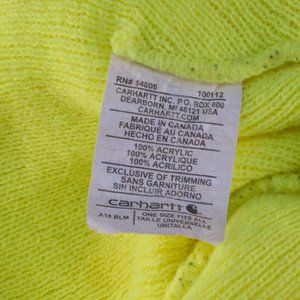 RN# 14806 100112
CARHARTT INC. P.O. BOX 600
DEARBORN, MI 48121 USA
CARHARTT.COM
MADE IN CANADA
FABRIQUÉ AU CANADA
HECHO EN CANADA
100% ACRYLIC
100% ACRYLIQUE
100% ACRILICO
EXCLUSIVE OF TRIMMING
SANS GARNITURE
SIN INCLUIR ADORNO
carhartt
A18 BLM
ONE SIZE FITS ALL
TAILLE UNIVERSELLE
UNITALLA